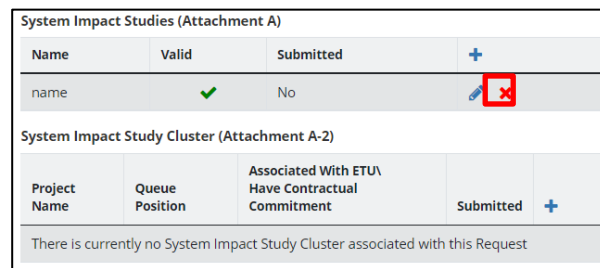 System Impact Studies (Attachment A)
Name Valid Submitted +
name No
System Impact Study Cluster (Attachment A-2)
Project Name Queue Position Associated With ETU\ Have Contractual Commitment Submitted +
There is currently no System Impact Study Cluster associated with this Request